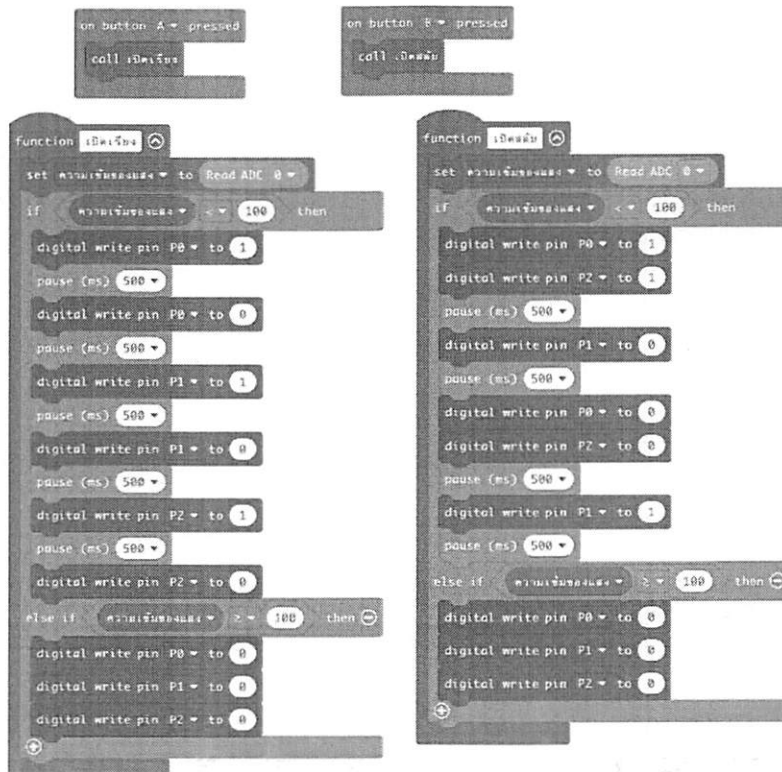 on button A pressed
call เปิดเรียง
on button B pressed
call เปิดสลับ
function เปิดเรียง
set ความเข้มของแสง to Read ADC 0
if ความเข้มของแสง < 100 then
digital write pin P0 to 1
pause (ms) 500
digital write pin P0 to 0
pause (ms) 500
digital write pin P1 to 1
pause (ms) 500
digital write pin P1 to 0
pause (ms) 500
digital write pin P2 to 1
pause (ms) 500
digital write pin P2 to 0
else if ความเข้มของแสง ≥ 100 then
digital write pin P0 to 0
digital write pin P1 to 0
digital write pin P2 to 0
function เปิดสลับ
set ความเข้มของแสง to Read ADC 0
if ความเข้มของแสง < 100 then
digital write pin P0 to 1
digital write pin P2 to 1
pause (ms) 500
digital write pin P1 to 0
pause (ms) 500
digital write pin P0 to 0
digital write pin P2 to 0
pause (ms) 500
digital write pin P1 to 1
pause (ms) 500
else if ความเข้มของแสง ≥ 100 then
digital write pin P0 to 0
digital write pin P1 to 0
digital write pin P2 to 0